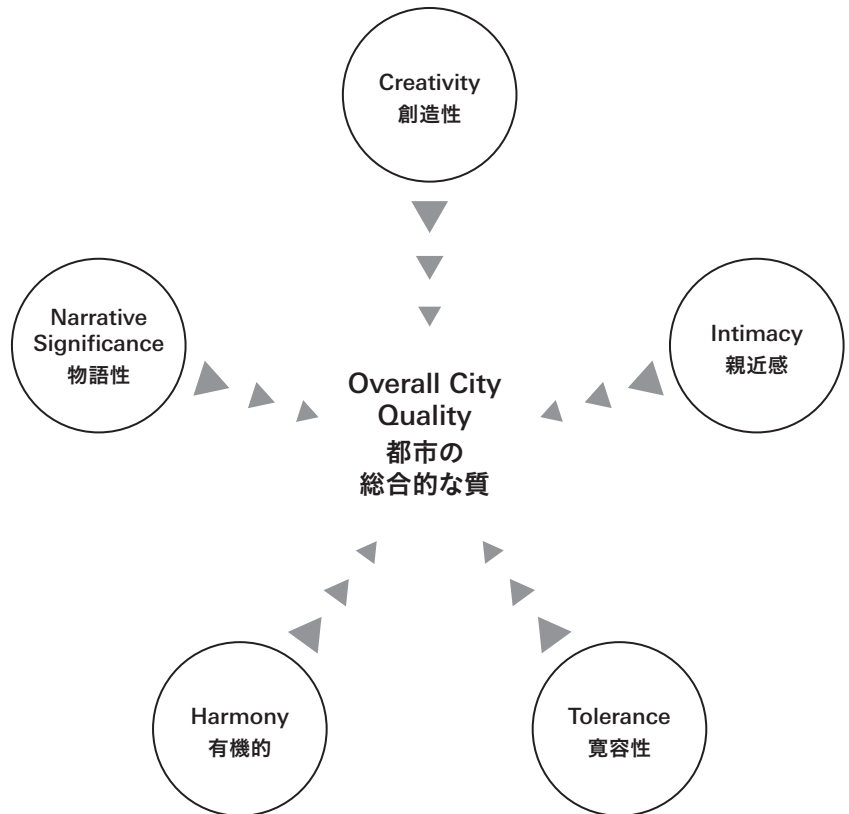 Creativity
創造性
Narrative
Significance
物語性
Intimacy
親近感
Overall City
Quality
都市の
総合的な質
Harmony
有機的
Tolerance
寛容性